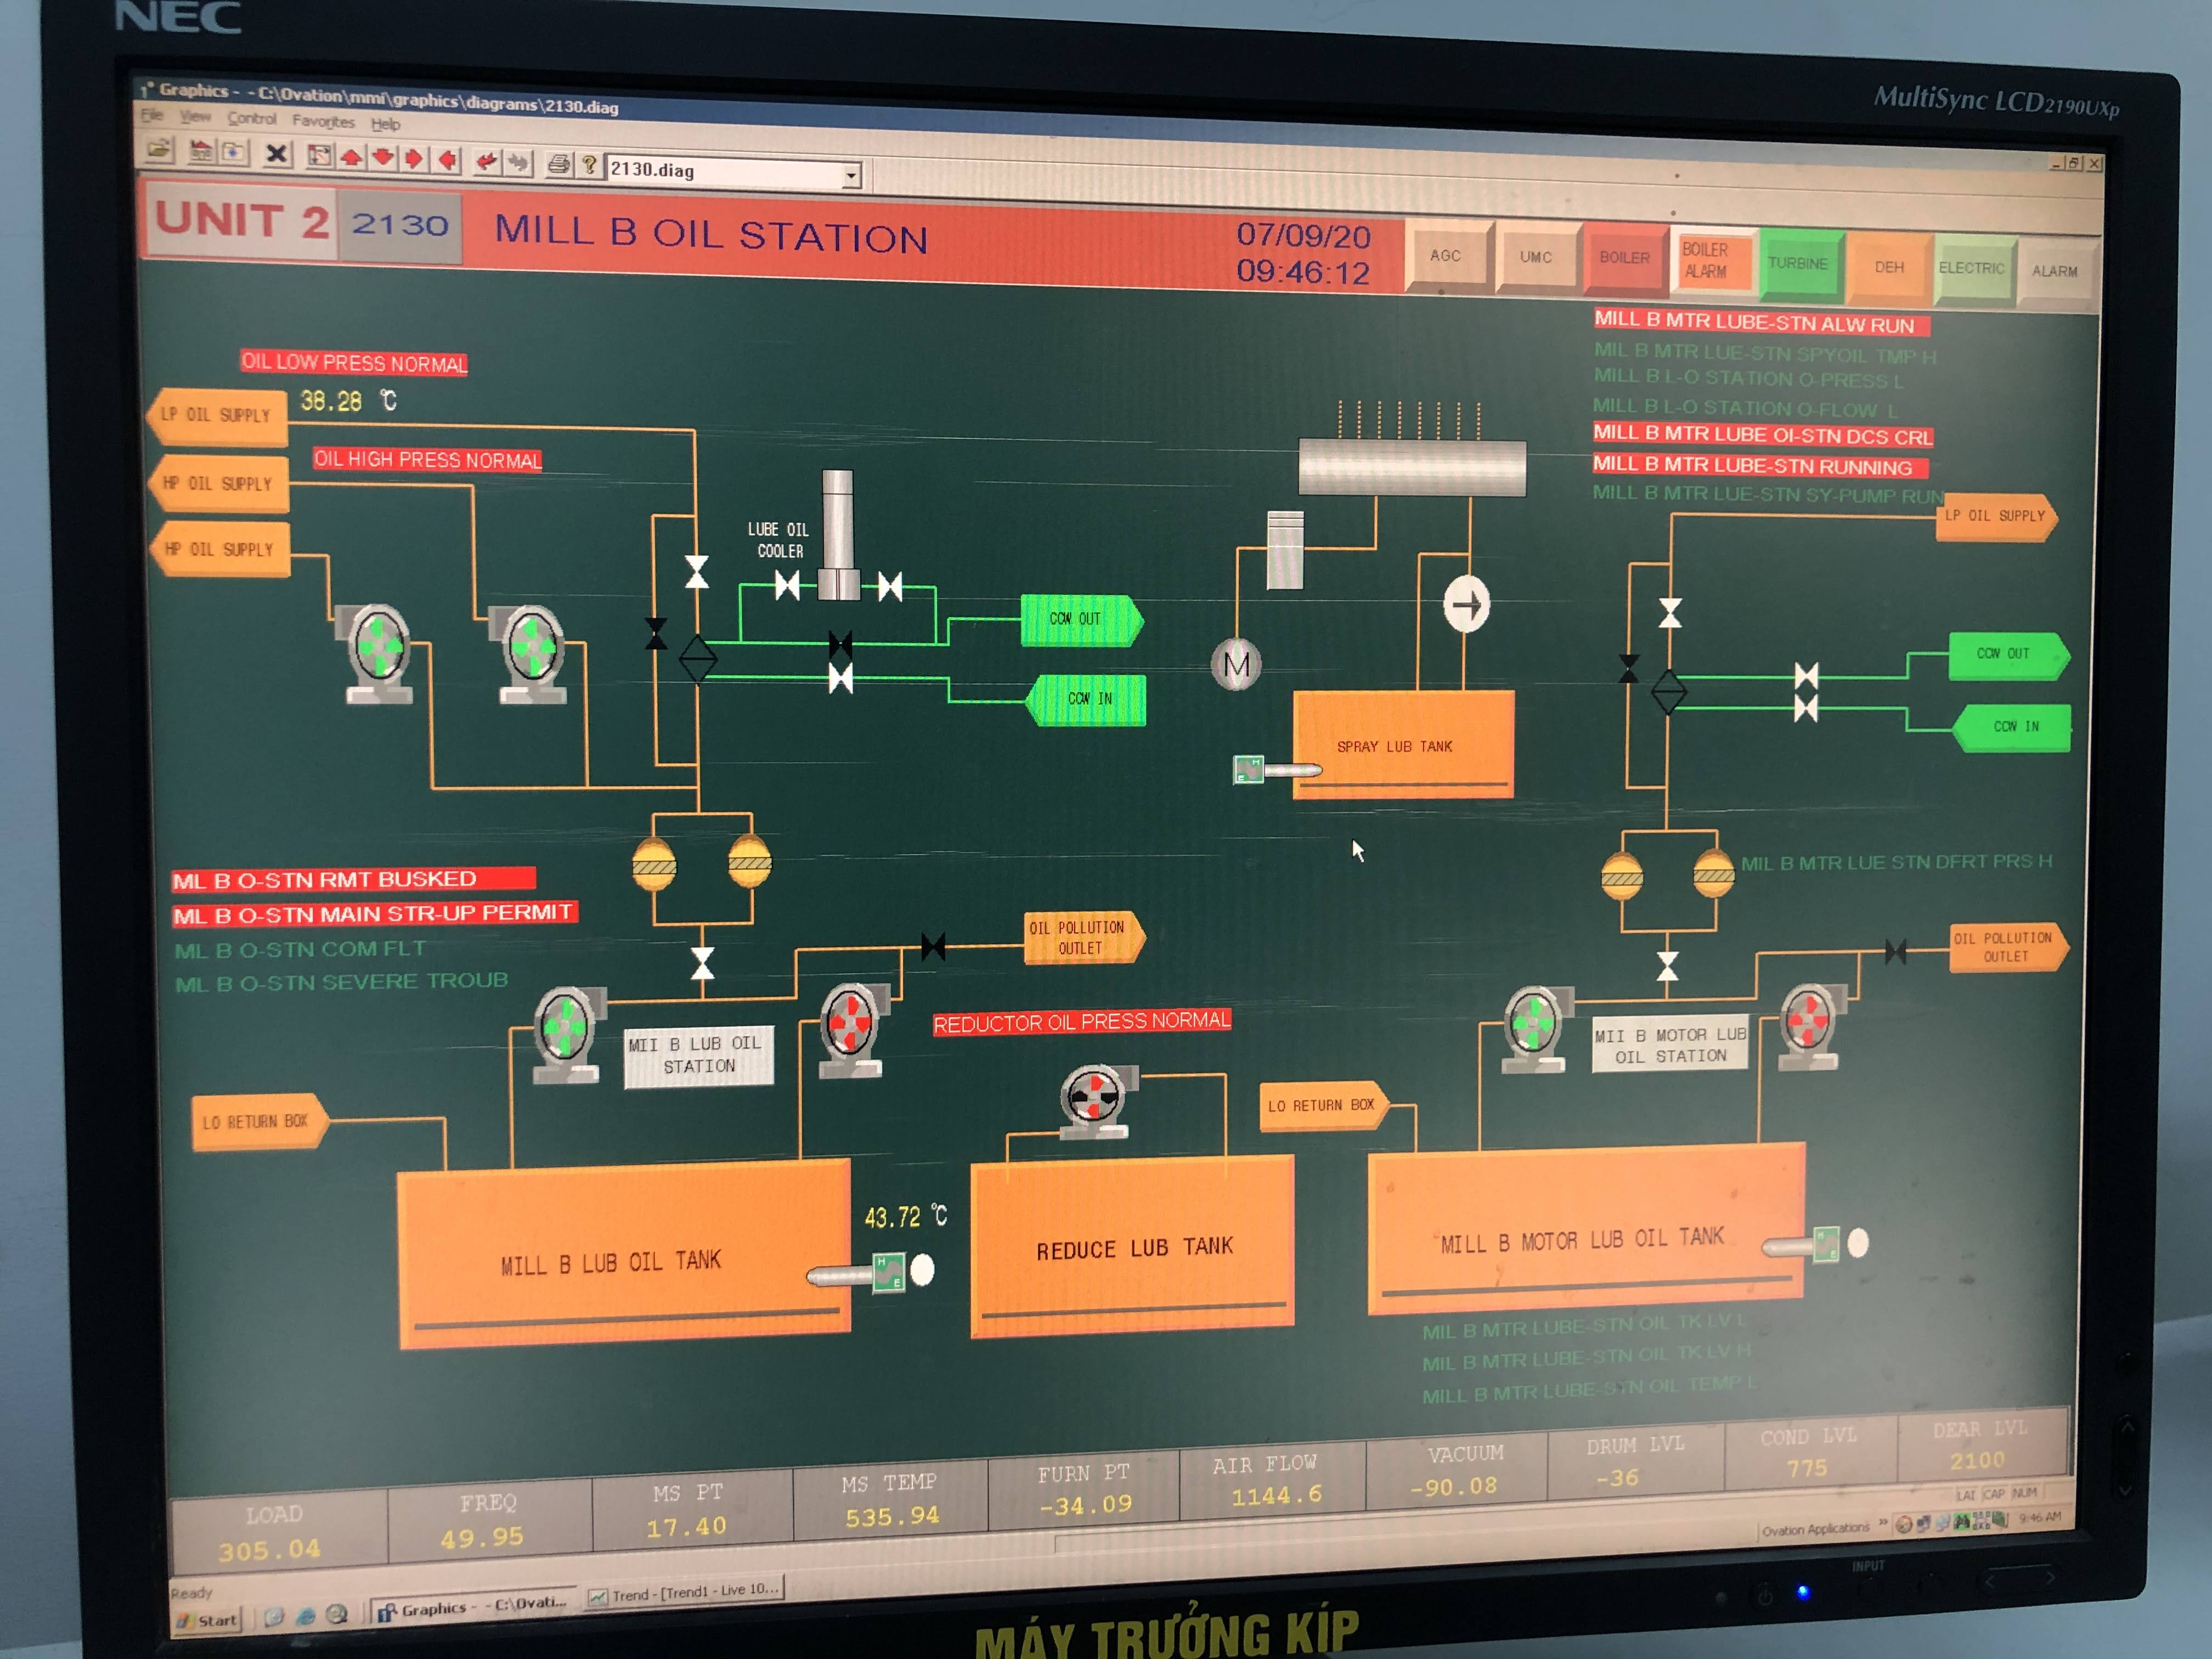 NEC
MultiSync LCD2190UXp
Graphics - - C:\Ovation\mmi\graphics\diagrams\2130.diag
File View Control Favorites Help
2130.diag
UNIT 2 2130 MILL B OIL STATION
07/09/20
09:46:12
AGC
UMC
BOILER
BOILER
ALARM
TURBINE
DEH
ELECTRIC
ALARM
MILL B MTR LUBE-STN ALW RUN
MIL B MTR LUE-STN SPYOIL TMP H
MILL B L-O STATION O-PRESS L
MILL B L-O STATION O-FLOW L
MILL B MTR LUBE OI-STN DCS CRL
MILL B MTR LUBE-STN RUNNING
MILL B MTR LUE-STN SY-PUMP RUN
OIL LOW PRESS NORMAL
LP OIL SUPPLY
38.28 ℃
OIL HIGH PRESS NORMAL
HP OIL SUPPLY
HP OIL SUPPLY
LUBE OIL
COOLER
CCW OUT
CCW IN
M
SPRAY LUB TANK
H
E
LP OIL SUPPLY
CCW OUT
CCW IN
MIL B MTR LUE STN DFRT PRS H
ML B O-STN RMT BUSKED
ML B O-STN MAIN STR-UP PERMIT
ML B O-STN COM FLT
ML B O-STN SEVERE TROUB
OIL POLLUTION
OUTLET
OIL POLLUTION
OUTLET
MII B LUB OIL
STATION
REDUCTOR OIL PRESS NORMAL
MII B MOTOR LUB
OIL STATION
LO RETURN BOX
LO RETURN BOX
MILL B LUB OIL TANK
43.72 ℃
H
E
REDUCE LUB TANK
MILL B MOTOR LUB OIL TANK
H
E
MIL B MTR LUBE-STN OIL TK LV L
MIL B MTR LUBE-STN OIL TK LV H
MILL B MTR LUBE-STN OIL TEMP L
LOAD
305.04
FREQ
49.95
MS PT
17.40
MS TEMP
535.94
FURN PT
-34.09
AIR FLOW
1144.6
VACUUM
-90.08
DRUM LVL
-36
COND LVL
775
DEAR LVL
2100
LAT CAP NUM
Ready
Start
Graphics - - C:\Ovati...
Trend - [Trend1 - Live 10...
Ovation Applications »
9:46 AM
INPUT
MÁY TRƯỞNG KÍP